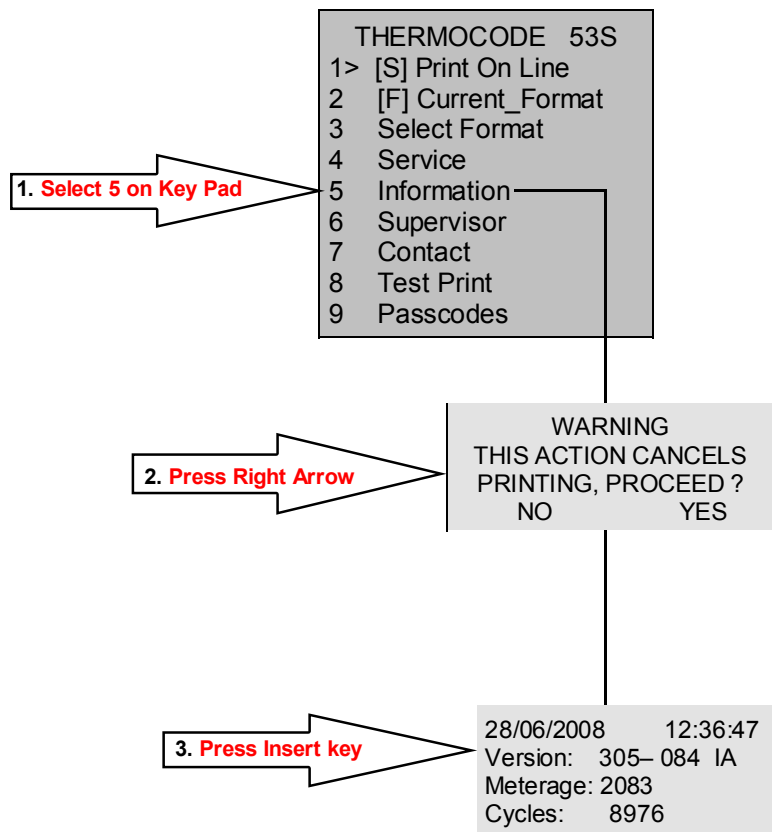 THERMOCODE 53S
1> [S] Print On Line
2 [F] Current_Format
3 Select Format
4 Service
1. Select 5 on Key Pad
5 Information
6 Supervisor
7 Contact
8 Test Print
9 Passcodes
WARNING
THIS ACTION CANCELS
PRINTING, PROCEED ?
NO YES
2. Press Right Arrow
28/06/2008 12:36:47
Version: 305– 084 IA
Meterage: 2083
Cycles: 8976
3. Press Insert key